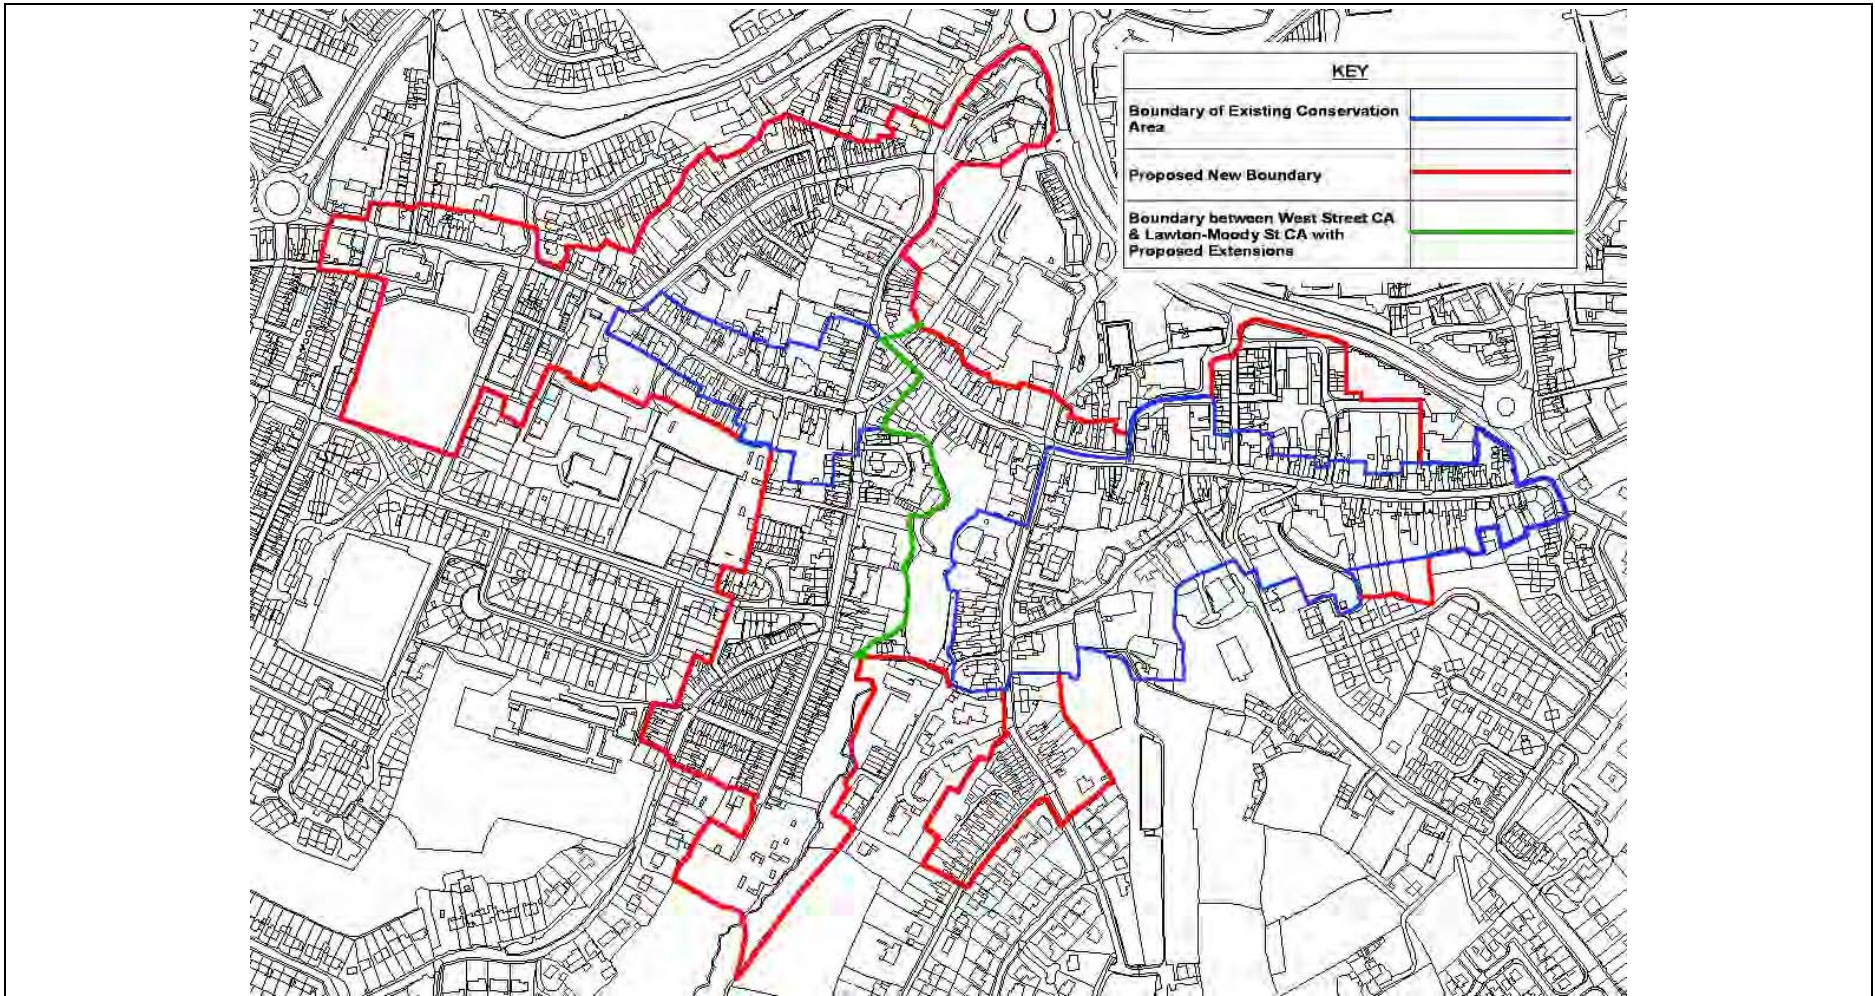 KEY
Boundary of Existing Conservation
Area
Proposed New Boundary
Boundary between West Street CA
& Lawton-Moody St CA with
Proposed Extensions